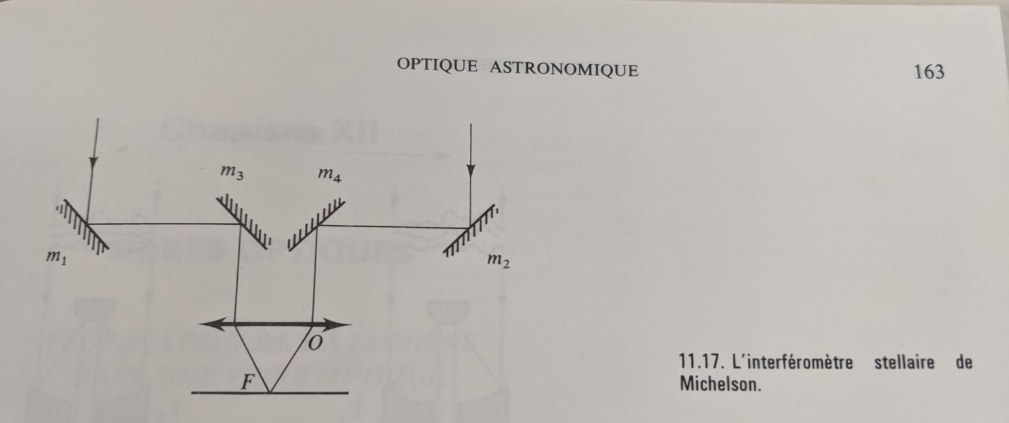 OPTIQUE ASTRONOMIQUE 163
m3 m4
m1 m2
O
F
11.17. L'interféromètre stellaire de
Michelson.